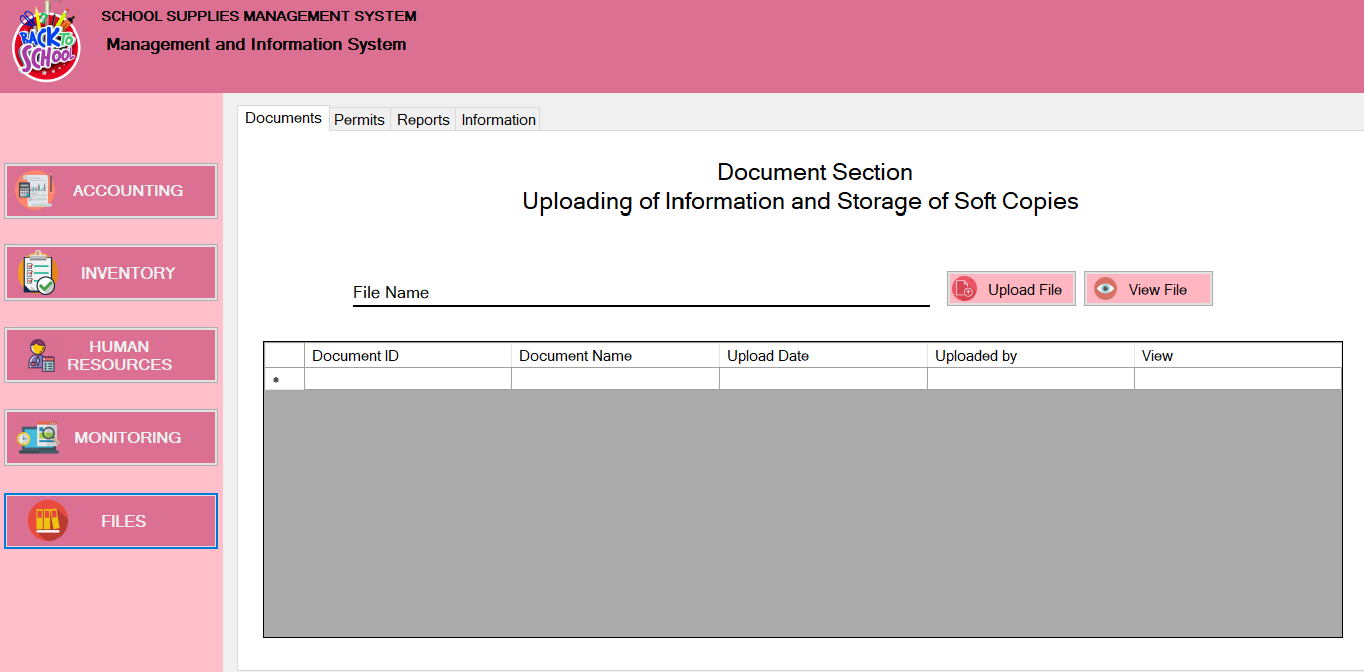 SCHOOL SUPPLIES MANAGEMENT SYSTEM
Management and Information System
BACK TO
SCHOOL
Documents Permits Reports Information
ACCOUNTING
INVENTORY
HUMAN
RESOURCES
MONITORING
FILES
Document Section
Uploading of Information and Storage of Soft Copies
File Name Upload File View File
Document ID Document Name Upload Date Uploaded by View
*